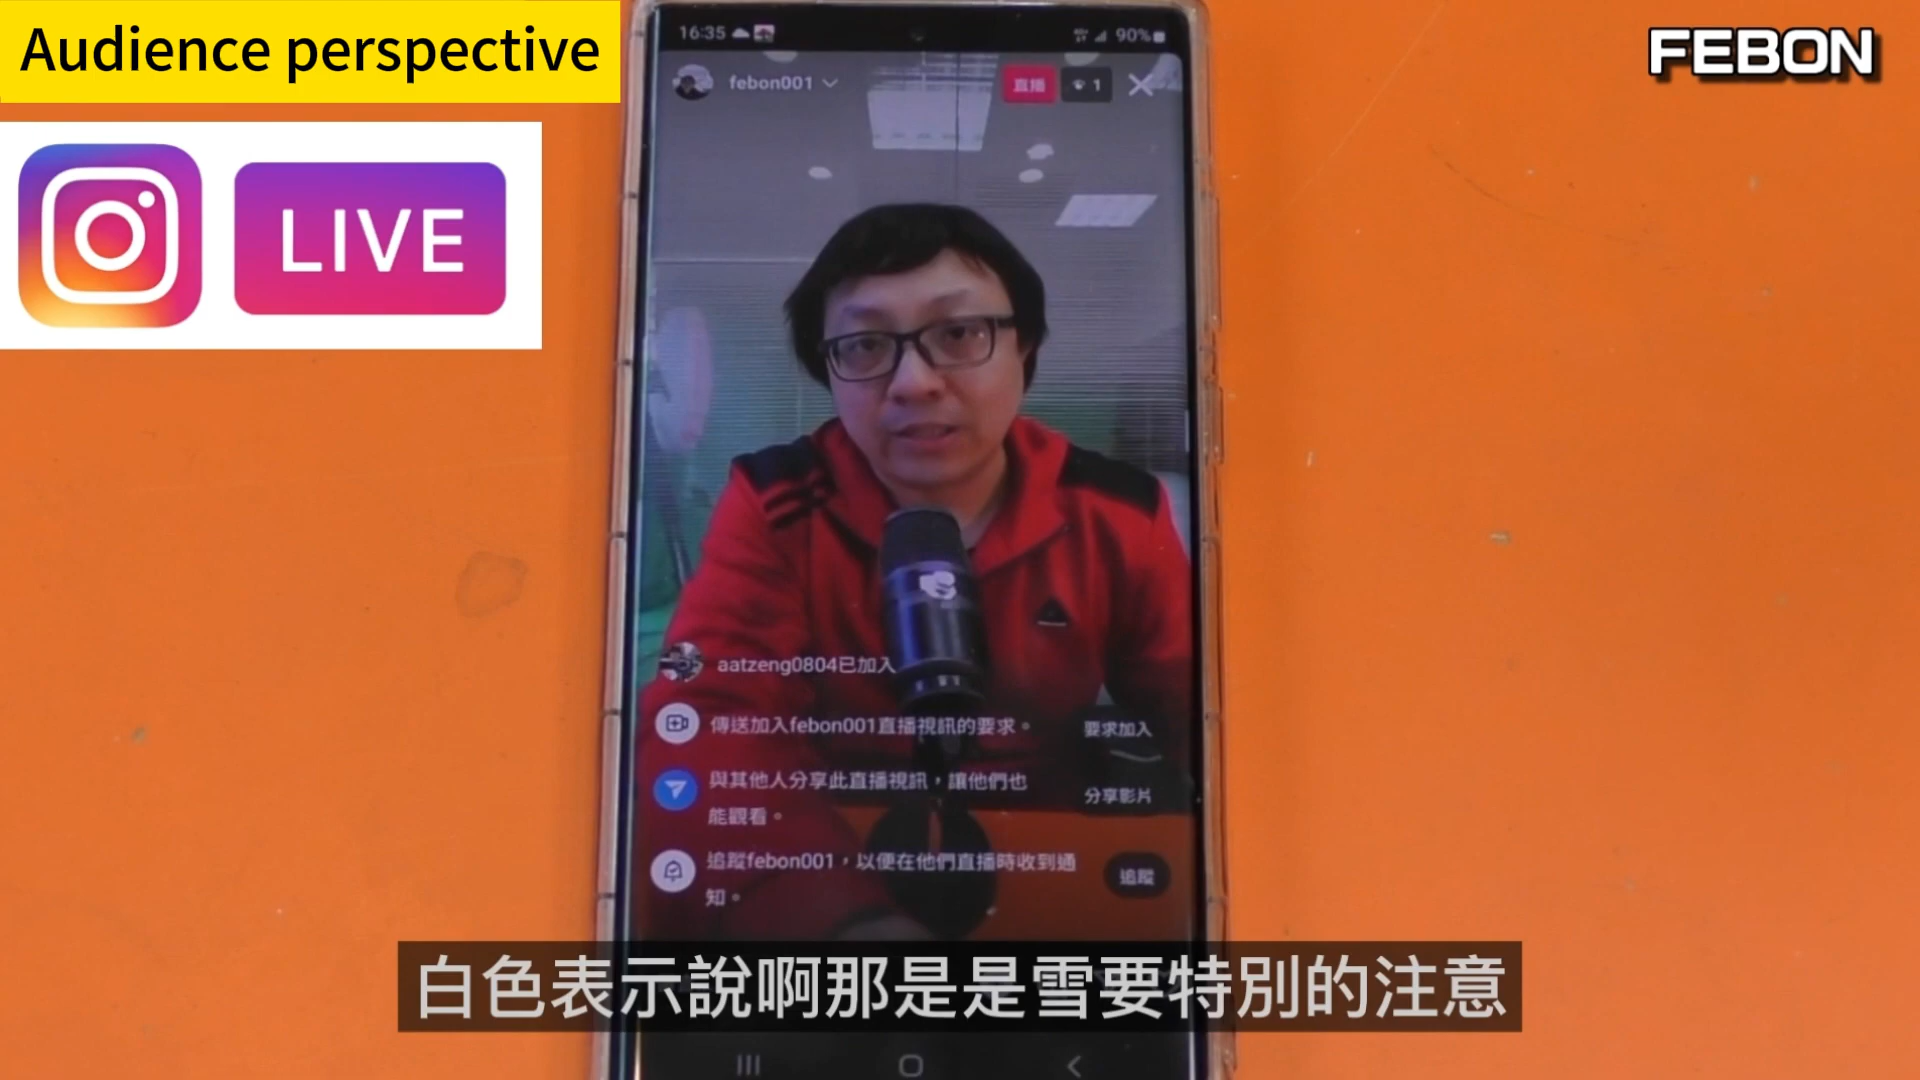 Audience perspective
FEBON
LIVE
16:35
90%
febon001
直播
1
aatzeng0804已加入
傳送加入febon001直播視訊的要求。
要求加入
與其他人分享此直播視訊，讓他們也
能觀看。
分享影片
追蹤febon001，以便在他們直播時收到通
知。
追蹤
白色表示說啊那是是雪要特別的注意